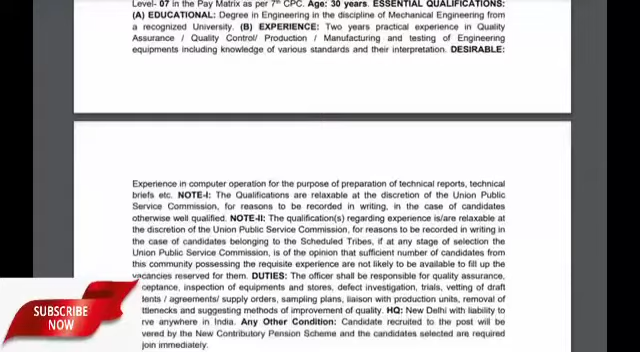 Level- 07 in the Pay Matrix as per 7th CPC. Age: 30 years. ESSENTIAL QUALIFICATIONS:
(A) EDUCATIONAL: Degree in Engineering in the discipline of Mechanical Engineering from
a recognized University. (B) EXPERIENCE: Two years practical experience in Quality
Assurance / Quality Control/ Production / Manufacturing and testing of Engineering
equipments including knowledge of various standards and their interpretation. DESIRABLE:
Experience in computer operation for the purpose of preparation of technical reports, technical
briefs etc. NOTE-I: The Qualifications are relaxable at the discretion of the Union Public
Service Commission, for reasons to be recorded in writing, in the case of candidates
otherwise well qualified. NOTE-II: The qualification(s) regarding experience is/are relaxable at
the discretion of the Union Public Service Commission, for reasons to be recorded in writing in
the case of candidates belonging to the Scheduled Tribes, if at any stage of selection the
Union Public Service Commission, is of the opinion that sufficient number of candidates from
this community possessing the requisite experience are not likely to be available to fill up the
vacancies reserved for them. DUTIES: The officer shall be responsible for quality assurance,
ceptance, inspection of equipments and stores, defect investigation, trials, vetting of draft
lents / agreements/ supply orders, sampling plans, liaison with production units, removal of
ttlenecks and suggesting methods of improvement of quality. HQ: New Delhi with liability to
rve anywhere in India. Any Other Condition: Candidate recruited to the post will be
vered by the New Contributory Pension Scheme and the candidates selected are required
join immediately.
SUBSCRIBE
NOW